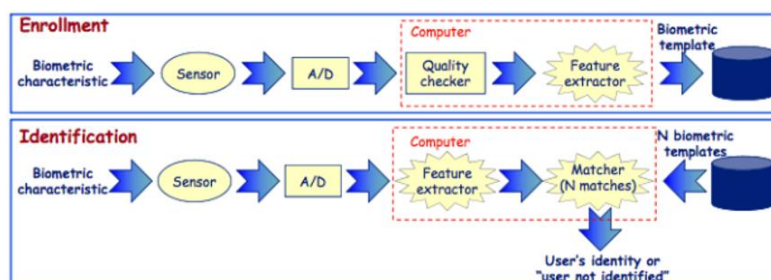 Enrollment
Computer
Biometric
template
Biometric
characteristic
Sensor
A/D
Quality
checker
Feature
extractor
Identification
Computer
N biometric
templates
Biometric
characteristic
Sensor
A/D
Feature
extractor
Matcher
(N matches)
User's identity or
"user not identified"